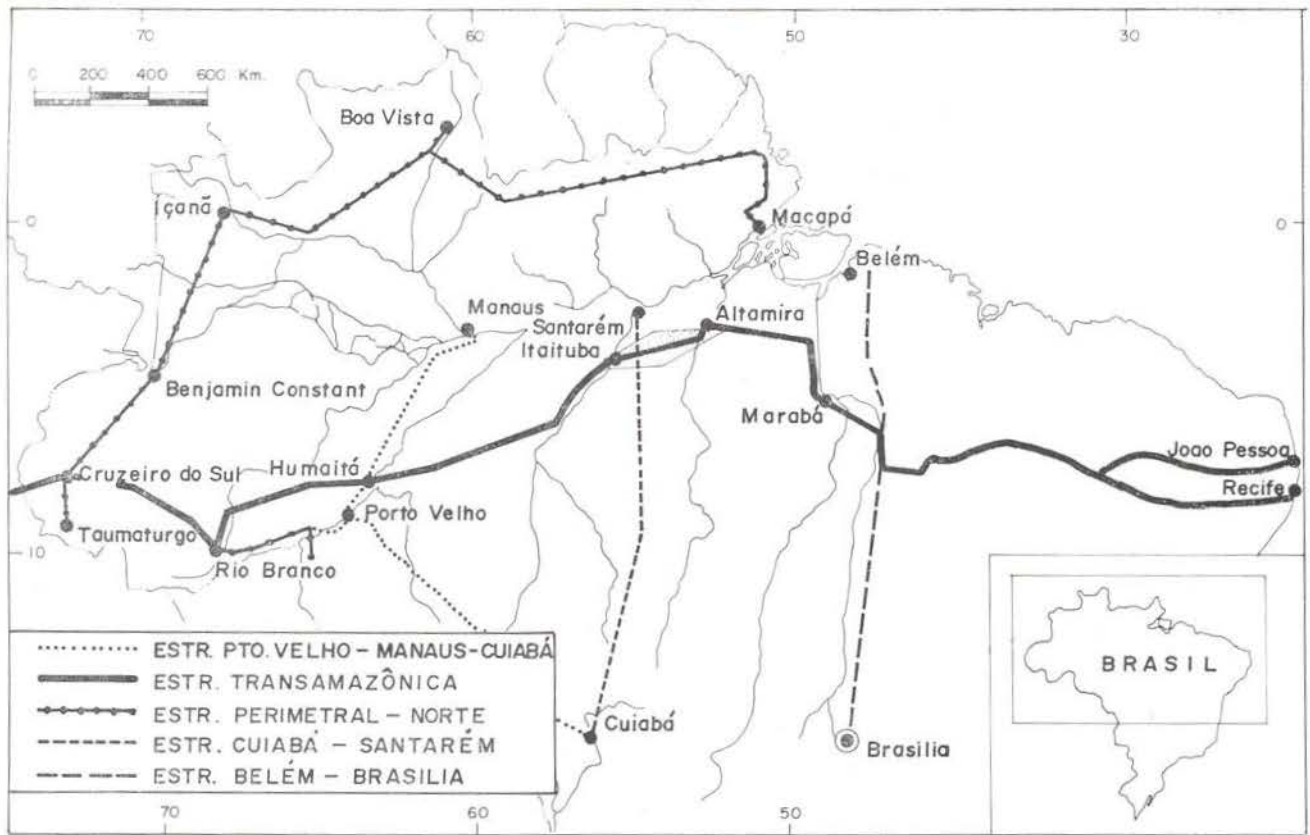 70 60 50 30
0 200 400 600 Km.
Boa Vista
Içanã
0 0
Macapá
Belém
Manaus
Santarém
Altamira
Itaituba
Benjamin Constant
Marabá
Cruzeiro do Sul
Humaitá
Joao Pessoa
Recife
Porto Velho
Taumaturgo
10
Rio Branco
ESTR. PTO. VELHO – MANAUS-CUIABÁ
ESTR. TRANSAMAZÔNICA
ESTR. PERIMETRAL – NORTE
ESTR. CUIABÁ – SANTARÉM
ESTR. BELÉM – BRASILIA
Cuiabá
Brasilia
BRASIL
70 60 50 30